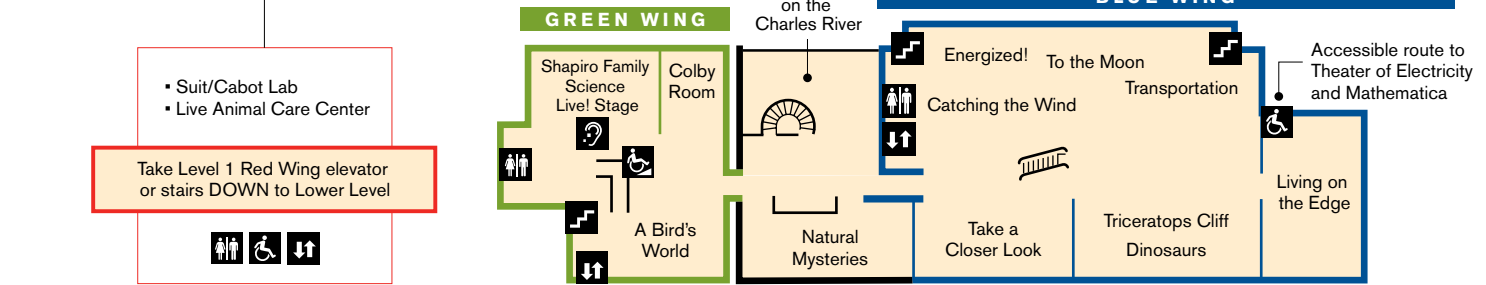 ▪ Suit/Cabot Lab
▪ Live Animal Care Center
Take Level 1 Red Wing elevator
or stairs DOWN to Lower Level
GREEN WING
Shapiro Family
Science
Live! Stage
Colby
Room
A Bird's
World
on the
Charles River
Natural
Mysteries
BLUE WING
Energized!
To the Moon
Transportation
Catching the Wind
Take a
Closer Look
Triceratops Cliff
Dinosaurs
Living on
the Edge
Accessible route to
Theater of Electricity
and Mathematica